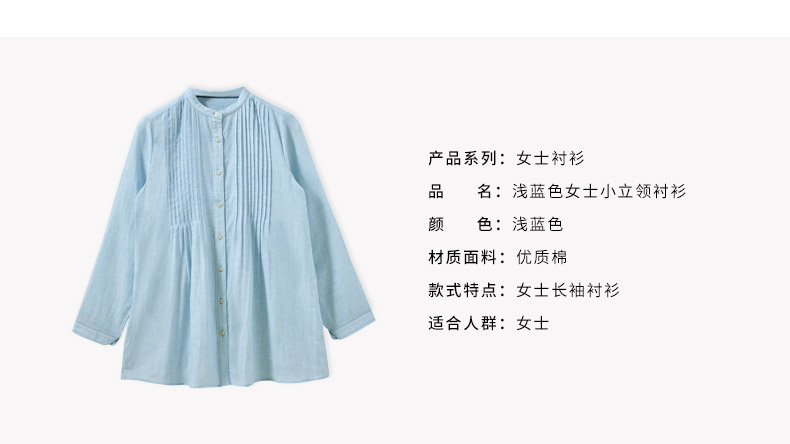 产品系列：女士衬衫
品　　名：浅蓝色女士小立领衬衫
颜　　色：浅蓝色
材质面料：优质棉
款式特点：女士长袖衬衫
适合人群：女士